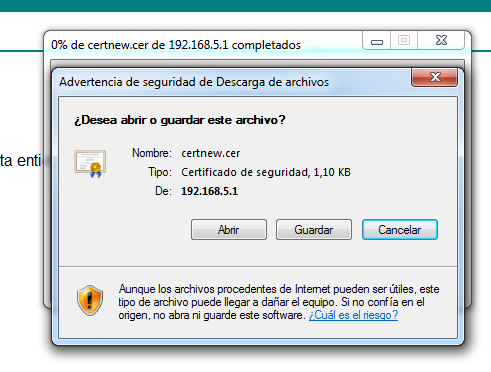 0% de certnew.cer de 192.168.5.1 completados
Advertencia de seguridad de Descarga de archivos
¿Desea abrir o guardar este archivo?
ta enti
Nombre: certnew.cer
Tipo: Certificado de seguridad, 1,10 KB
De: 192.168.5.1
Abrir Guardar Cancelar
Aunque los archivos procedentes de Internet pueden ser útiles, este
tipo de archivo puede llegar a dañar el equipo. Si no confía en el
origen, no abra ni guarde este software. ¿Cuál es el riesgo?